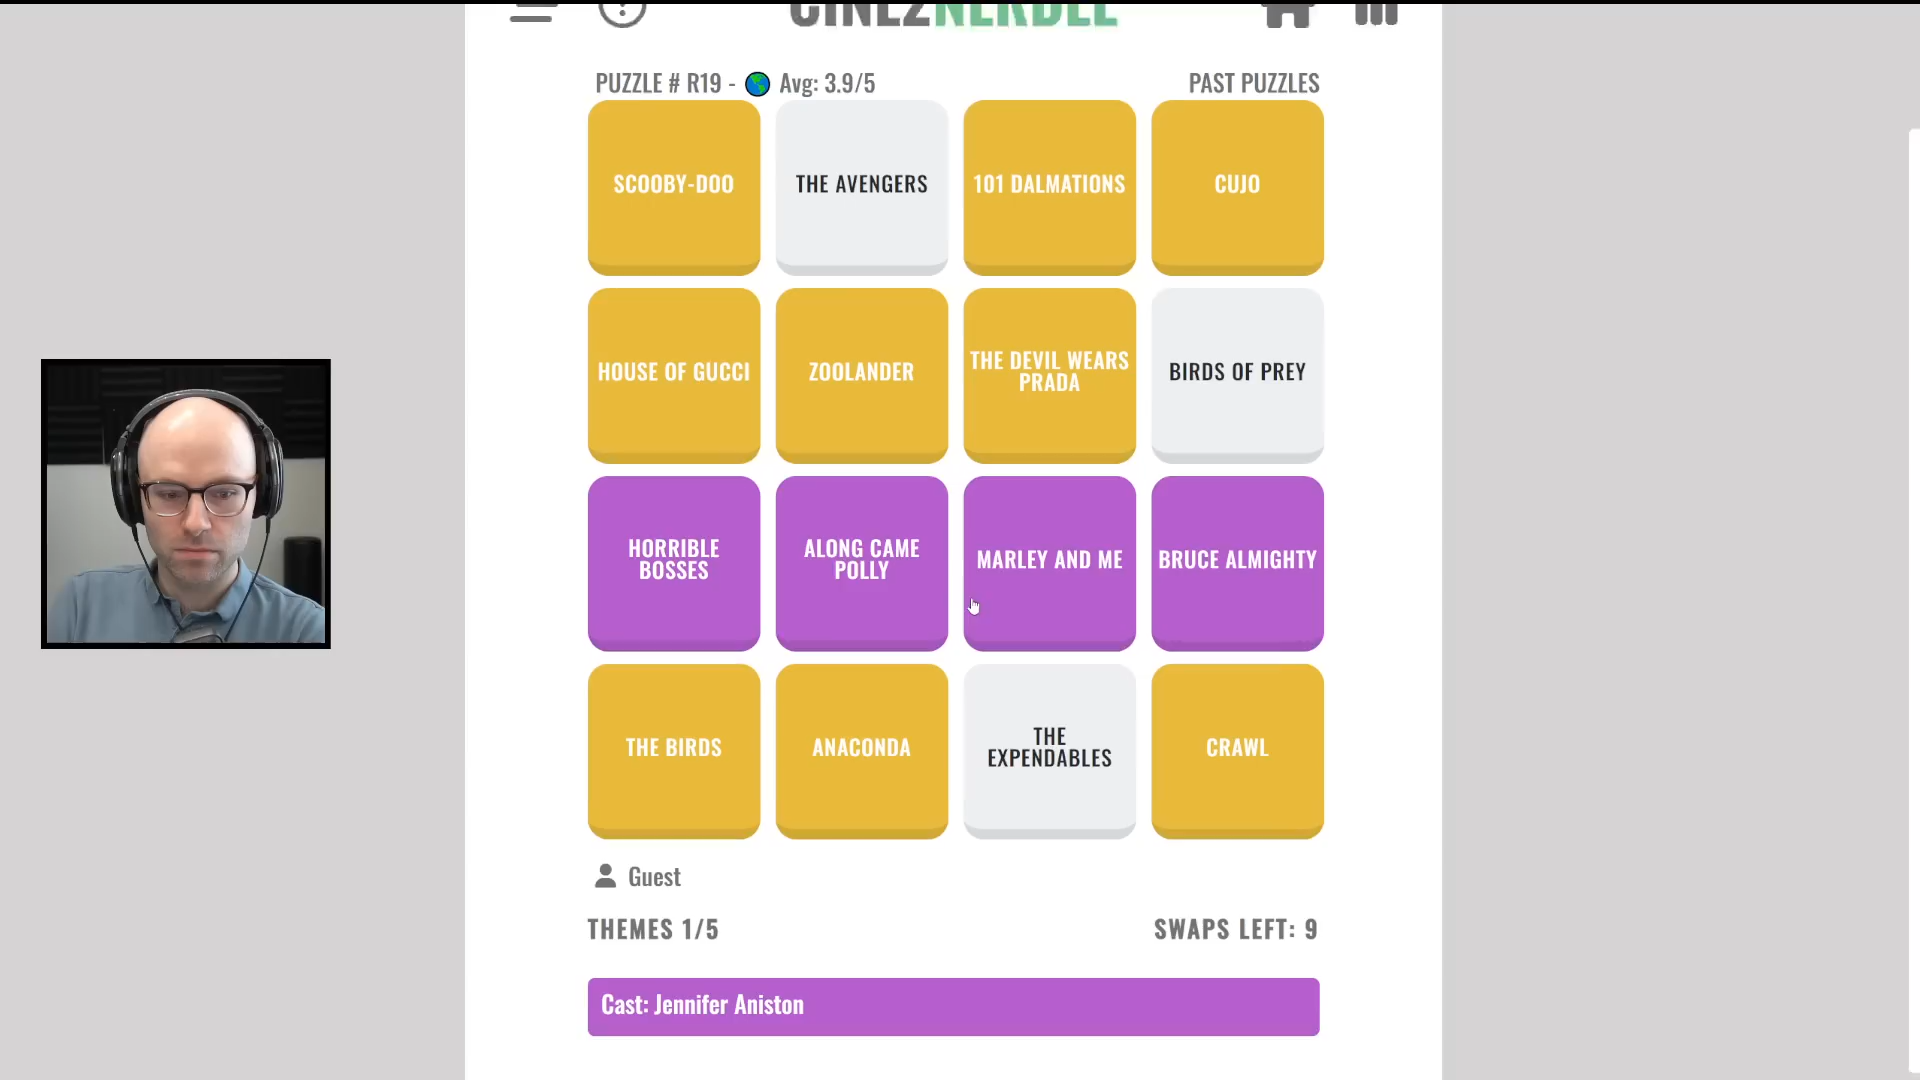 CINE2NERDLE
PUZZLE # R19 - Avg: 3.9/5
PAST PUZZLES
SCOOBY-DOO
THE AVENGERS
101 DALMATIONS
CUJO
HOUSE OF GUCCI
ZOOLANDER
THE DEVIL WEARS
PRADA
BIRDS OF PREY
HORRIBLE
BOSSES
ALONG CAME
POLLY
MARLEY AND ME
BRUCE ALMIGHTY
THE BIRDS
ANACONDA
THE
EXPENDABLES
CRAWL
Guest
THEMES 1/5
SWAPS LEFT: 9
Cast: Jennifer Aniston